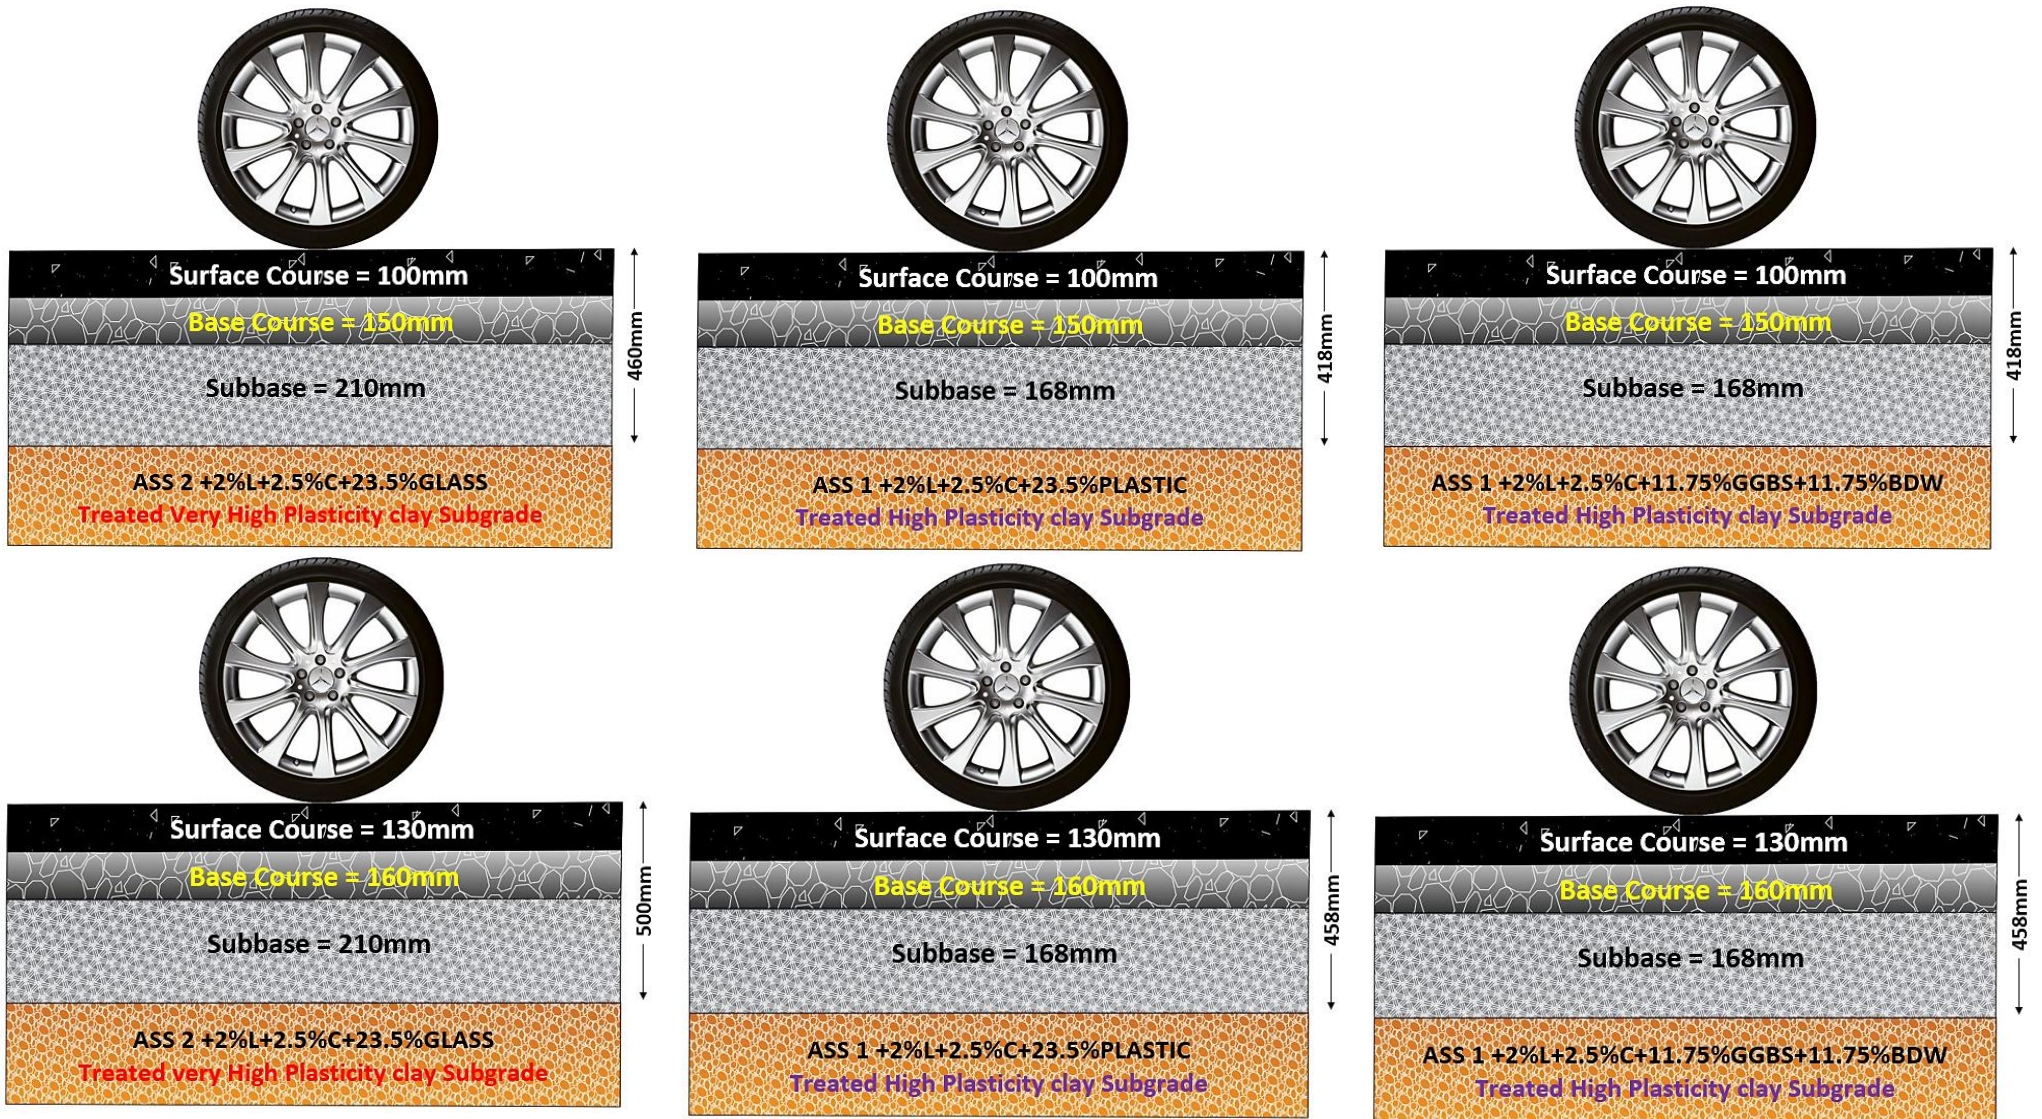 Surface Course = 100mm
Base Course = 150mm
Subbase = 210mm
460mm
ASS 2 +2%L+2.5%C+23.5%GLASS
Treated Very High Plasticity clay Subgrade
Surface Course = 100mm
Base Course = 150mm
Subbase = 168mm
418mm
ASS 1 +2%L+2.5%C+23.5%PLASTIC
Treated High Plasticity clay Subgrade
Surface Course = 100mm
Base Course = 150mm
Subbase = 168mm
418mm
ASS 1 +2%L+2.5%C+11.75%GGBS+11.75%BDW
Treated High Plasticity clay Subgrade
Surface Course = 130mm
Base Course = 160mm
Subbase = 210mm
500mm
ASS 2 +2%L+2.5%C+23.5%GLASS
Treated very High Plasticity clay Subgrade
Surface Course = 130mm
Base Course = 160mm
Subbase = 168mm
458mm
ASS 1 +2%L+2.5%C+23.5%PLASTIC
Treated High Plasticity clay Subgrade
Surface Course = 130mm
Base Course = 160mm
Subbase = 168mm
458mm
ASS 1 +2%L+2.5%C+11.75%GGBS+11.75%BDW
Treated High Plasticity clay Subgrade